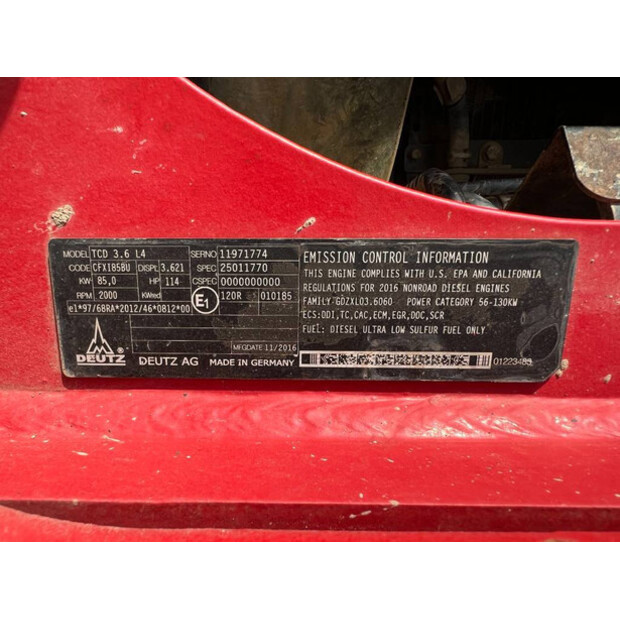 MODEL TCD 3.6 L4 SERNO 11971774
CODE CFXI85BU DISPL 3.621 SPEC 25011770
KW 85,0 HP 114 CSPEC 0000000000
RPM 2000 KWred E1 120R 010185
e1*97/68RA*2012/46*0812*00
DEUTZ DEUTZ AG MFGDATE 11/2016
MADE IN GERMANY
EMISSION CONTROL INFORMATION
THIS ENGINE COMPLIES WITH U.S. EPA AND CALIFORNIA
REGULATIONS FOR 2016 NONROAD DIESEL ENGINES
FAMILY: GDZXL03.6060 POWER CATEGORY 56-130KW
ECS: DDI,TC,CAC,ECM,EGR,DOC,SCR
FUEL: DIESEL ULTRA LOW SULFUR FUEL ONLY
01223483